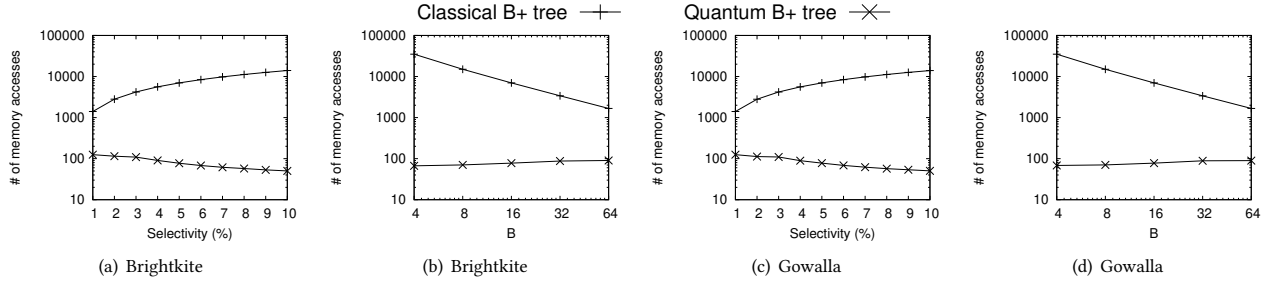 Classical B+ tree Quantum B+ tree
# of memory accesses
100000
10000
1000
100
10
1 2 3 4 5 6 7 8 9 10
Selectivity (%)
(a) Brightkite
# of memory accesses
100000
10000
1000
100
10
4 8 16 32 64
B
(b) Brightkite
# of memory accesses
100000
10000
1000
100
10
1 2 3 4 5 6 7 8 9 10
Selectivity (%)
(c) Gowalla
# of memory accesses
100000
10000
1000
100
10
4 8 16 32 64
B
(d) Gowalla